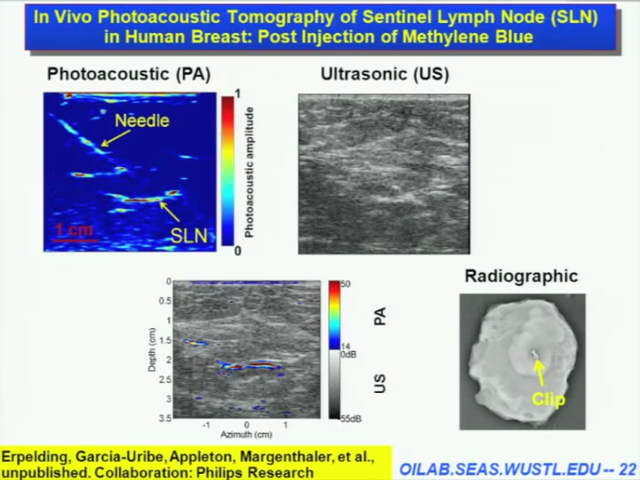 In Vivo Photoacoustic Tomography of Sentinel Lymph Node (SLN)
in Human Breast: Post Injection of Methylene Blue
Photoacoustic (PA)
Ultrasonic (US)
Needle
SLN
1 cm
1
0
Photoacoustic amplitude
Radiographic
Clip
0
0.5
1
1.5
2
2.5
3
3.5
Depth (cm)
-1
0
1
Azimuth (cm)
50
14
0dB
55dB
PA
US
Erpelding, Garcia-Uribe, Appleton, Margenthaler, et al.,
unpublished. Collaboration: Philips Research
OILAB.SEAS.WUSTL.EDU -- 22